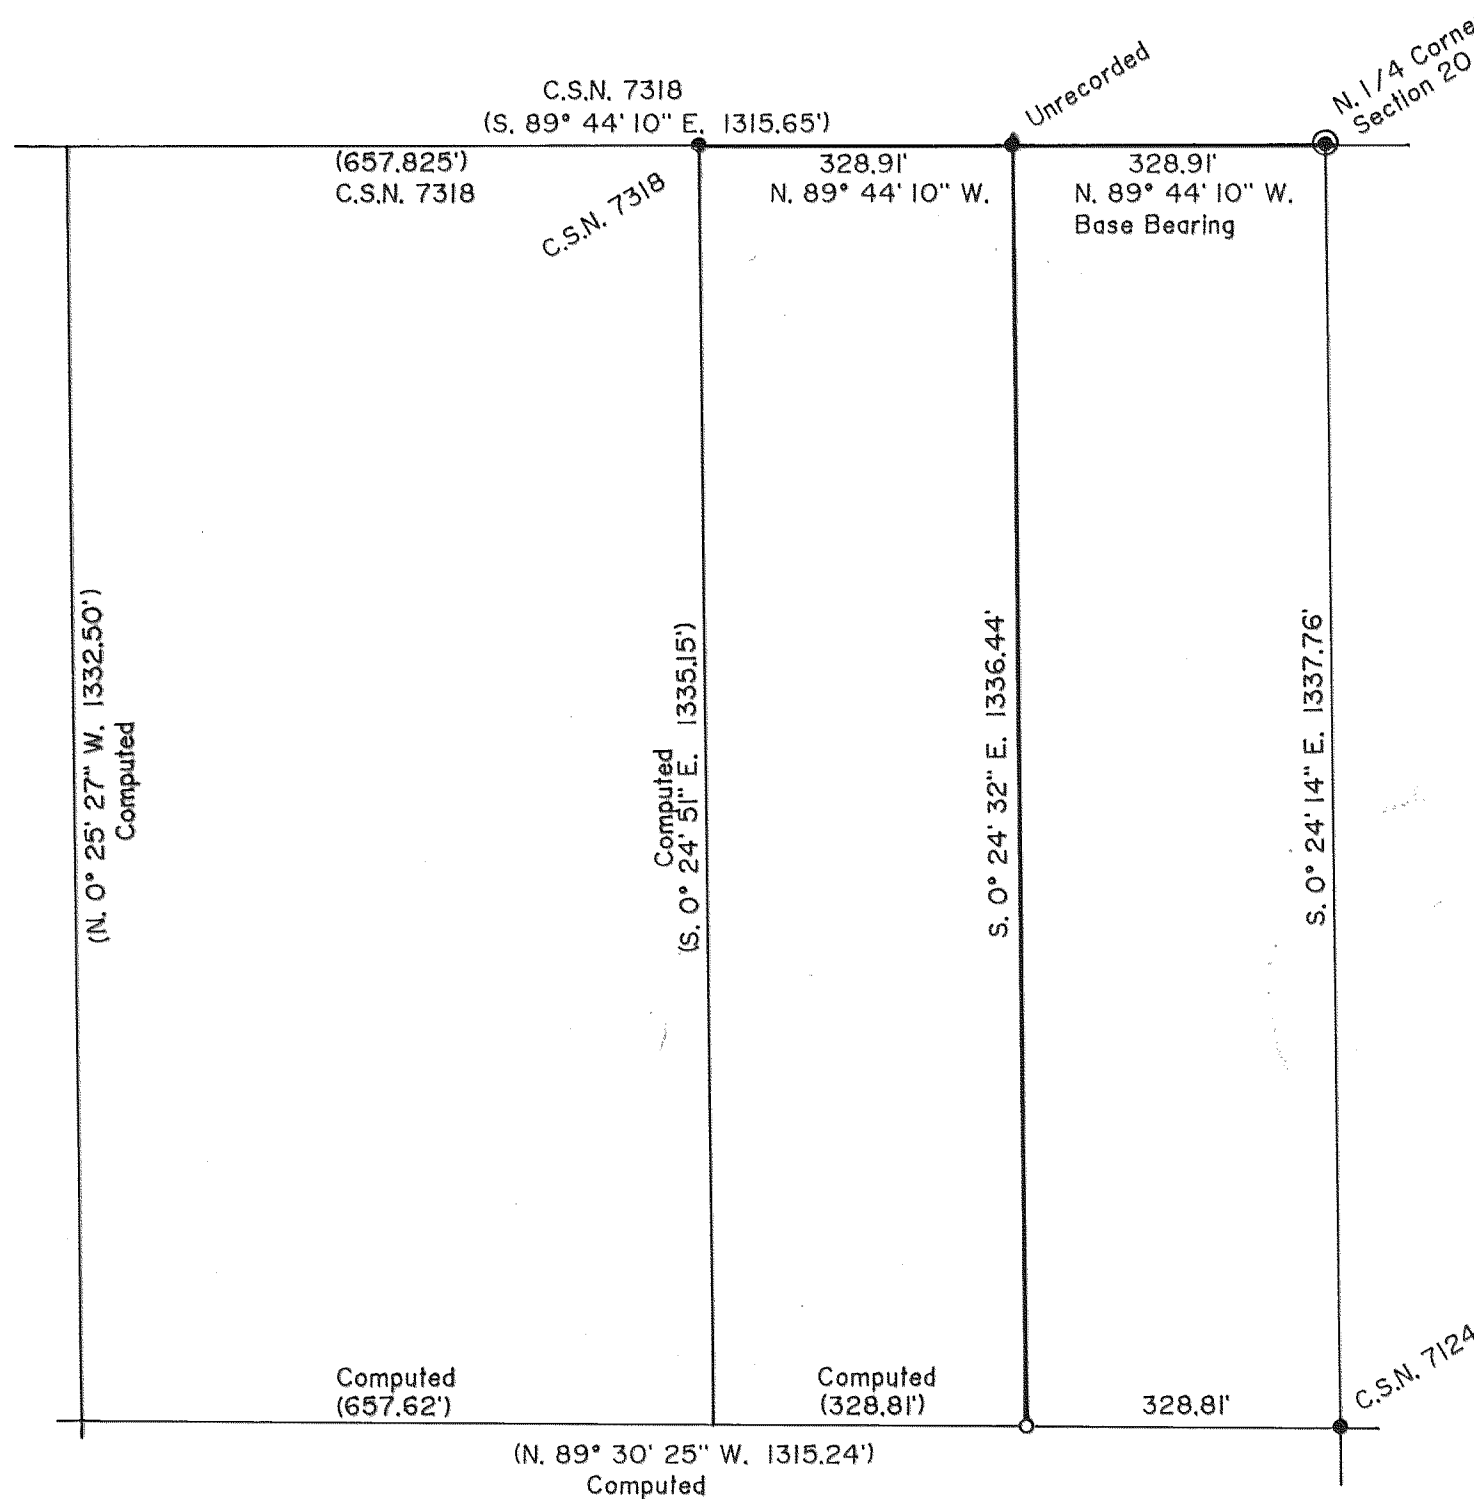 C.S.N. 7318
(S. 89° 44' 10" E. 1315.65')
Unrecorded
N. 1/4 Corne
Section 20
(657.825')
C.S.N. 7318
C.S.N. 7318
328.91'
N. 89° 44' 10" W.
328.91'
N. 89° 44' 10" W.
Base Bearing
(N. 0° 25' 27" W. 1332.50')
Computed
Computed
(S. 0° 24' 51" E. 1335.15')
S. 0° 24' 32" E. 1336.44'
S. 0° 24' 14" E. 1337.76'
Computed
(657.62')
Computed
(328.81')
328.81'
C.S.N. 7124
(N. 89° 30' 25" W. 1315.24')
Computed